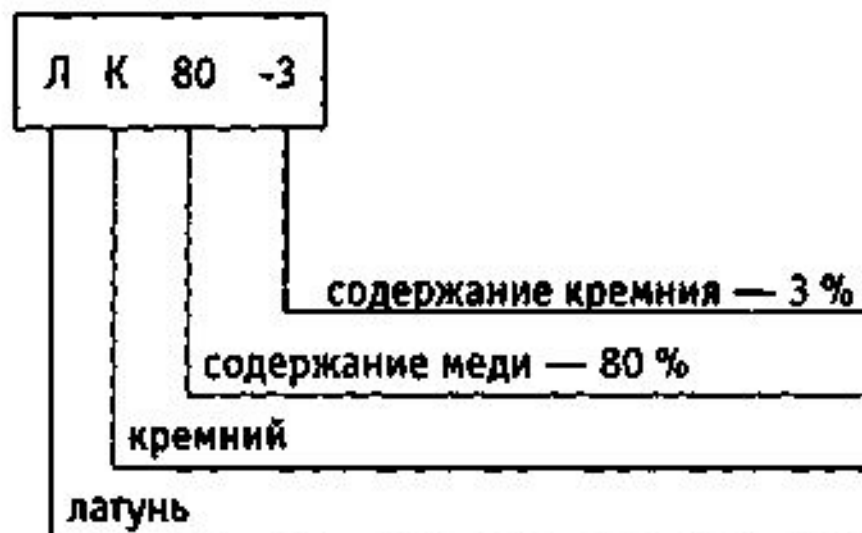 Л К 80 -3
содержание кремния — 3 %
содержание меди — 80 %
кремний
латунь